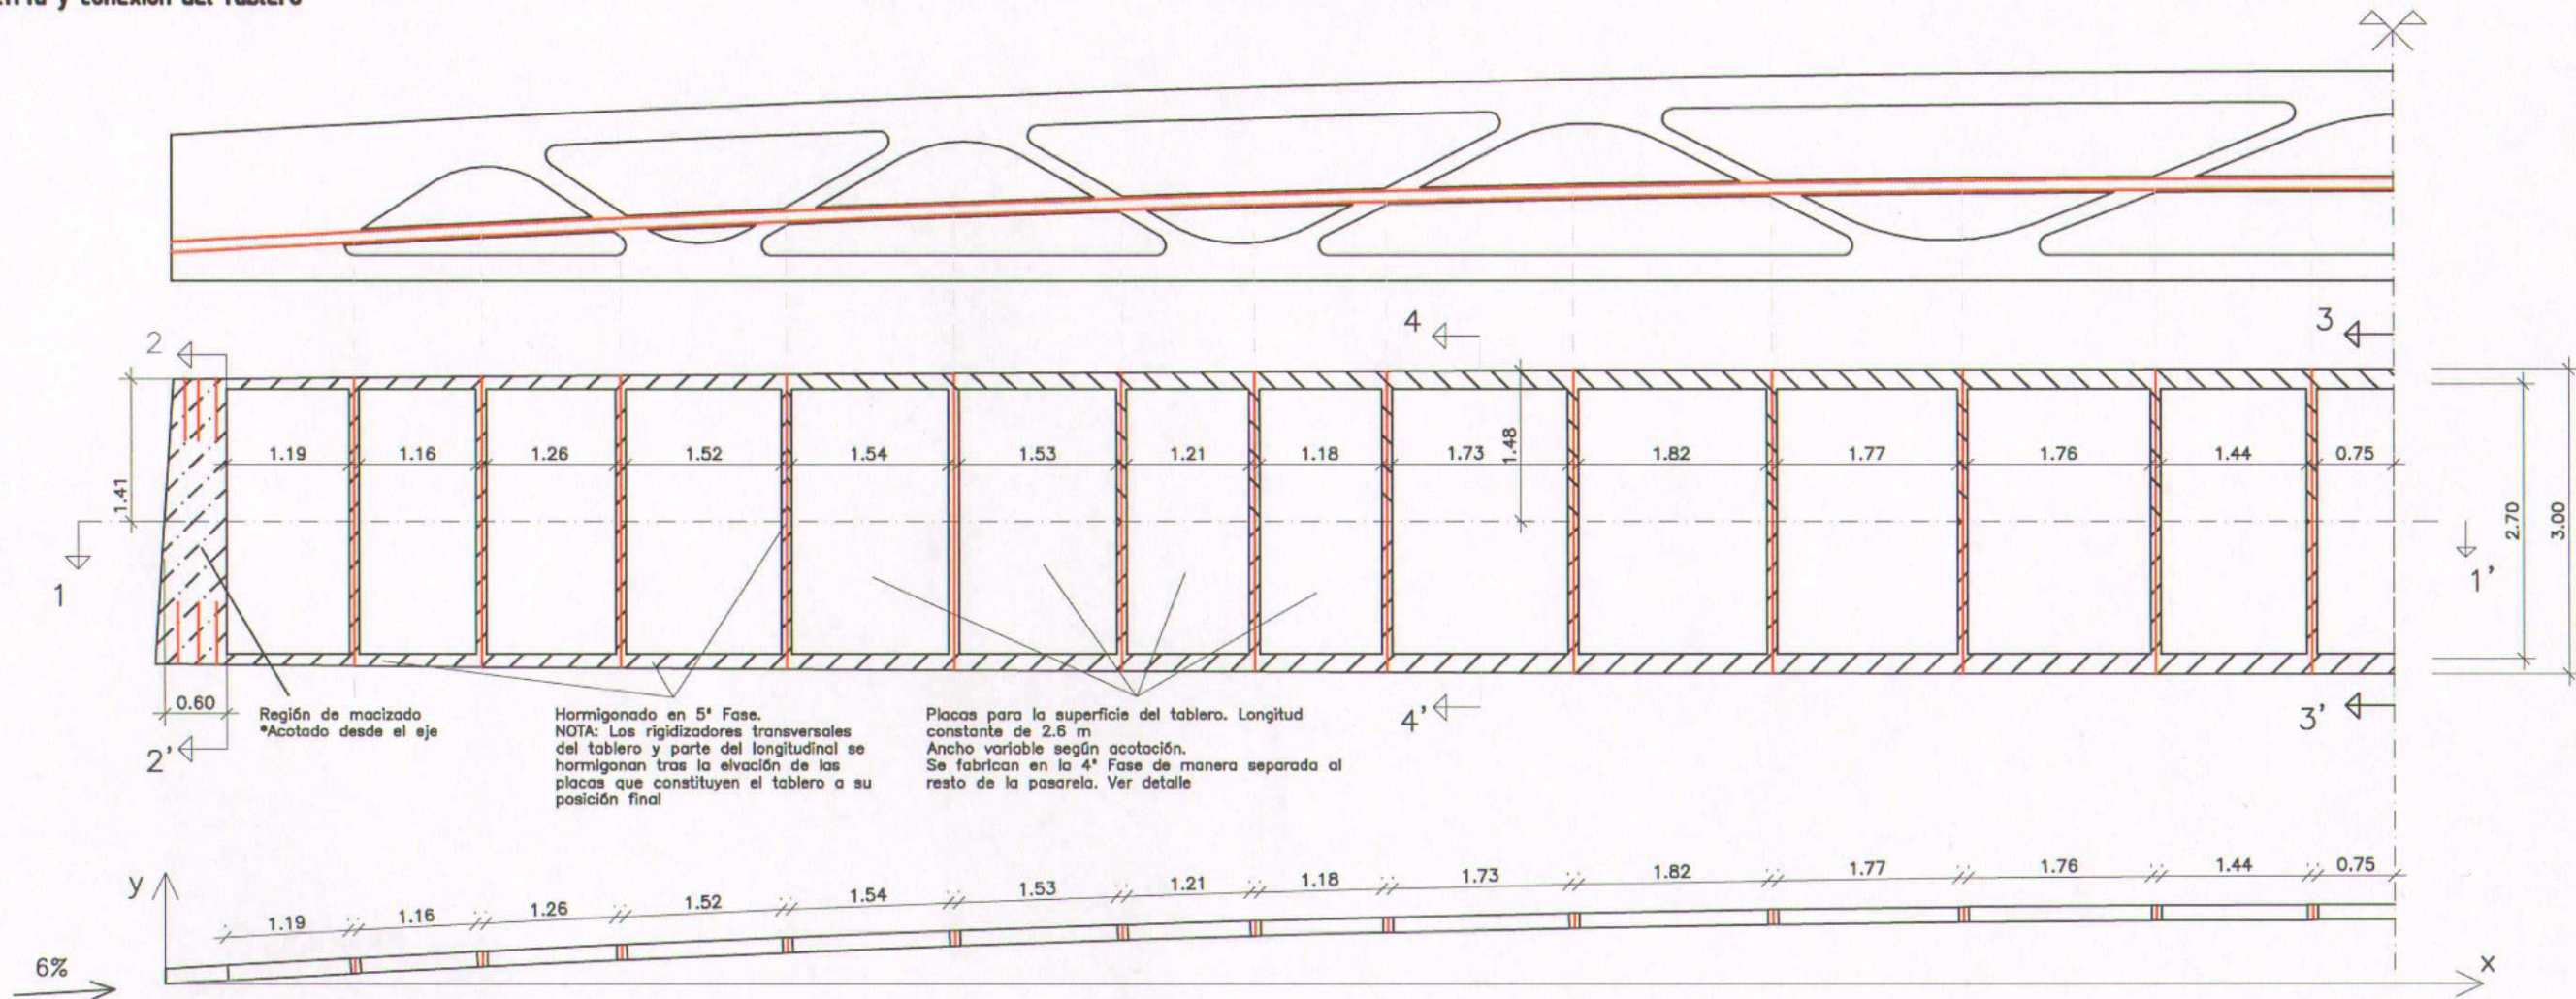 y conexión del Tablero
4
3
2
1.41
1.19
1.16
1.26
1.52
1.54
1.53
1.21
1.18
1.73
1.48
1.82
1.77
1.76
1.44
0.75
2.70
3.00
1
1'
0.60
2'
4'
3'
Región de macizado
*Acotado desde el eje
Hormigonado en 5ª Fase.
NOTA: Los rigidizadores transversales
del tablero y parte del longitudinal se
hormigonan tras la elvación de las
placas que constituyen el tablero a su
posición final
Placas para la superficie del tablero. Longitud
constante de 2.6 m
Ancho variable según acotación.
Se fabrican en la 4ª Fase de manera separada al
resto de la pasarela. Ver detalle
y
1.19
1.16
1.26
1.52
1.54
1.53
1.21
1.18
1.73
1.82
1.77
1.76
1.44
0.75
6%
x